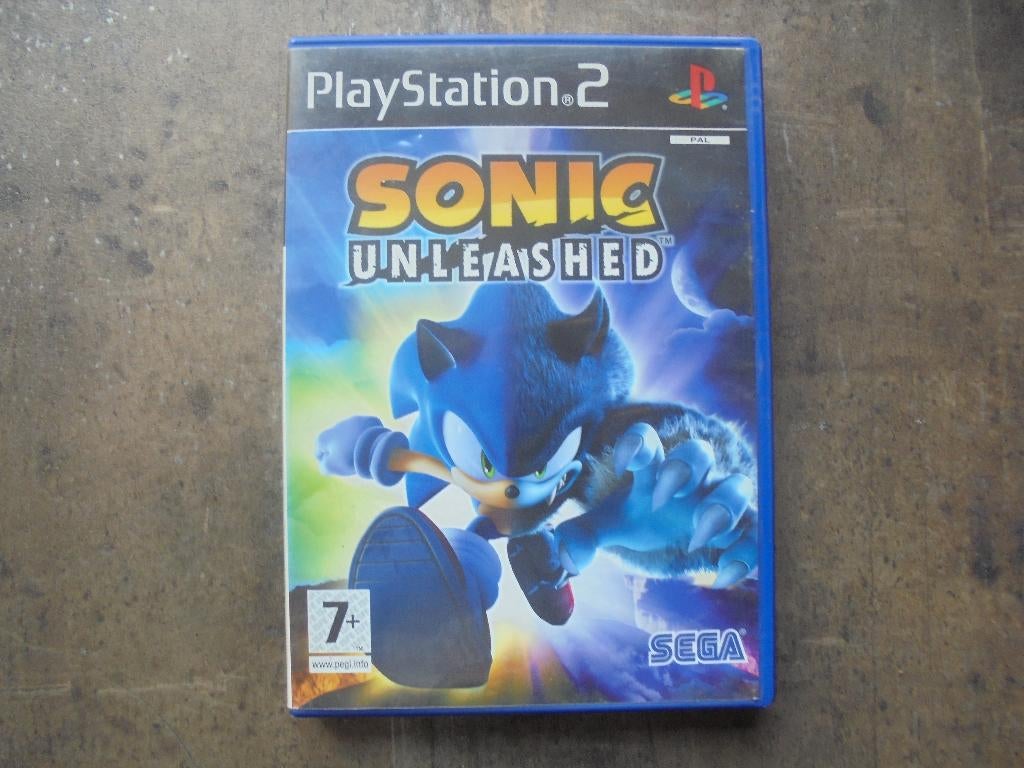 PlayStation®2
PAL
SONIC
UNLEASHED™
7+
www.pegi.info
SEGA®